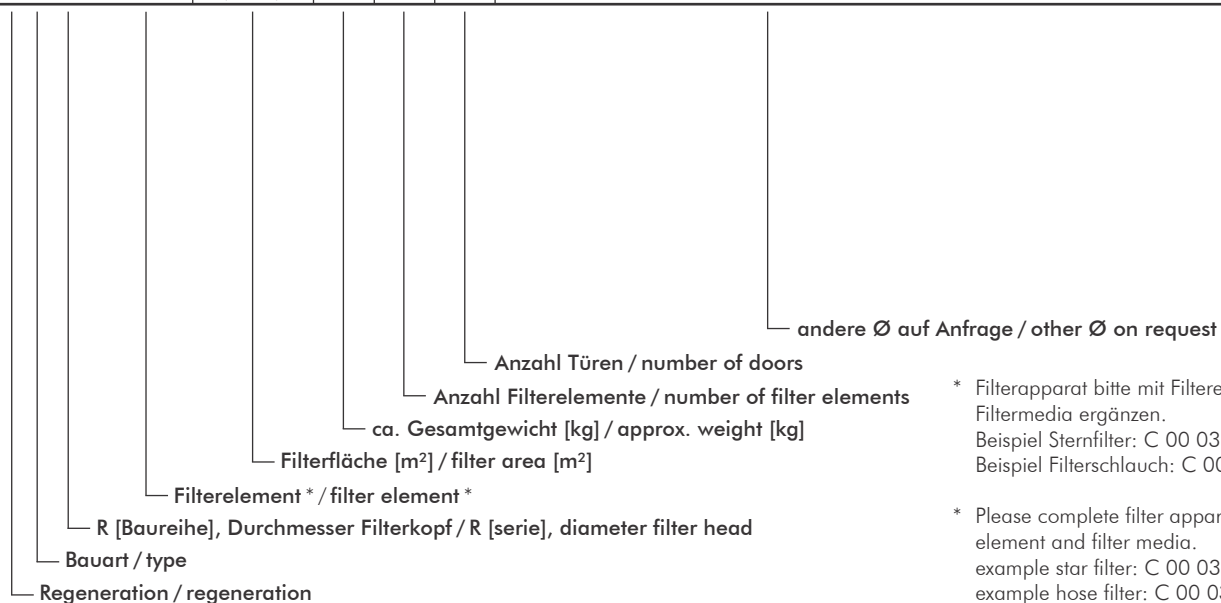 andere Ø auf Anfrage / other Ø on request
Anzahl Türen / number of doors
Anzahl Filterelemente / number of filter elements
ca. Gesamtgewicht [kg] / approx. weight [kg]
Filterfläche [m²] / filter area [m²]
Filterelement * / filter element *
R [Baureihe], Durchmesser Filterkopf / R [serie], diameter filter head
Bauart / type
Regeneration / regeneration
* Filterapparat bitte mit
Filtermedia ergänzen.
Beispiel Sternfilter: C 00 03
Beispiel Filterschlauch: C 00
* Please complete filter
element and filter media.
example star filter: C 00 03
example hose filter: C 00